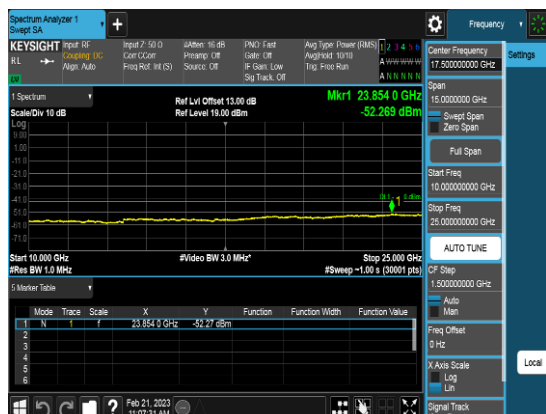 Spectrum Analyzer 1
Swept SA
+
Frequency
KEYSIGHT
RL
Input: RF
Coupling: DC
Align: Auto
Input Z: 50 Ω
Corr CCorr
Freq Ref: Int (S)
#Atten: 16 dB
Preamp: Off
Source: Off
PNO: Fast
Gate: Off
IF Gain: Low
Sig Track: Off
Avg Type: Power (RMS)
Avg|Hold: 10/10
Trig: Free Run
1 2 3 4 5 6
A W W W W W
A N N N N N
1 Spectrum
Scale/Div 10 dB
Ref Lvl Offset 13.00 dB
Ref Level 19.00 dBm
Mkr1 23.854 0 GHz
-52.269 dBm
Log
9.00
-1.00
-11.0
-21.0
-31.0
-41.0
-51.0
-61.0
-71.0
1
Start 10.000 GHz
#Video BW 3.0 MHz*
Stop 25.000 GHz
#Res BW 1.0 MHz
#Sweep ~1.00 s (30001 pts)
5 Marker Table
Mode Trace Scale X Y Function Function Width Function Value
1 N 1 f 23.854 0 GHz -52.27 dBm
2
3
4
5
6
?
Feb 21, 2023
11:07:31 AM
Center Frequency
17.500000000 GHz
Settings
Span
15.0000000 GHz
Swept Span
Zero Span
Full Span
Start Freq
10.000000000 GHz
Stop Freq
25.000000000 GHz
AUTO TUNE
CF Step
1.500000000 GHz
Auto
Man
Freq Offset
0 Hz
X Axis Scale
Log
Lin
Local
Signal Track